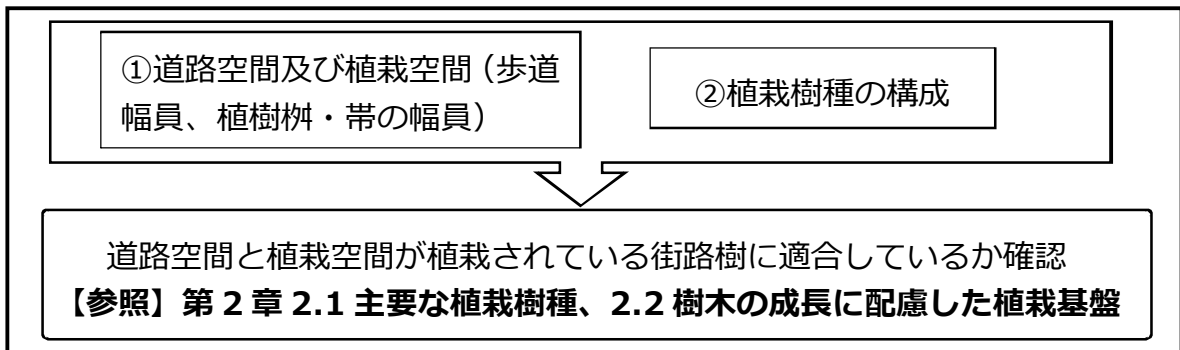 ①道路空間及び植栽空間（歩道
幅員、植樹桝・帯の幅員）
②植栽樹種の構成
道路空間と植栽空間が植栽されている街路樹に適合しているか確認
【参照】第２章 2.1 主要な植栽樹種、2.2 樹木の成長に配慮した植栽基盤